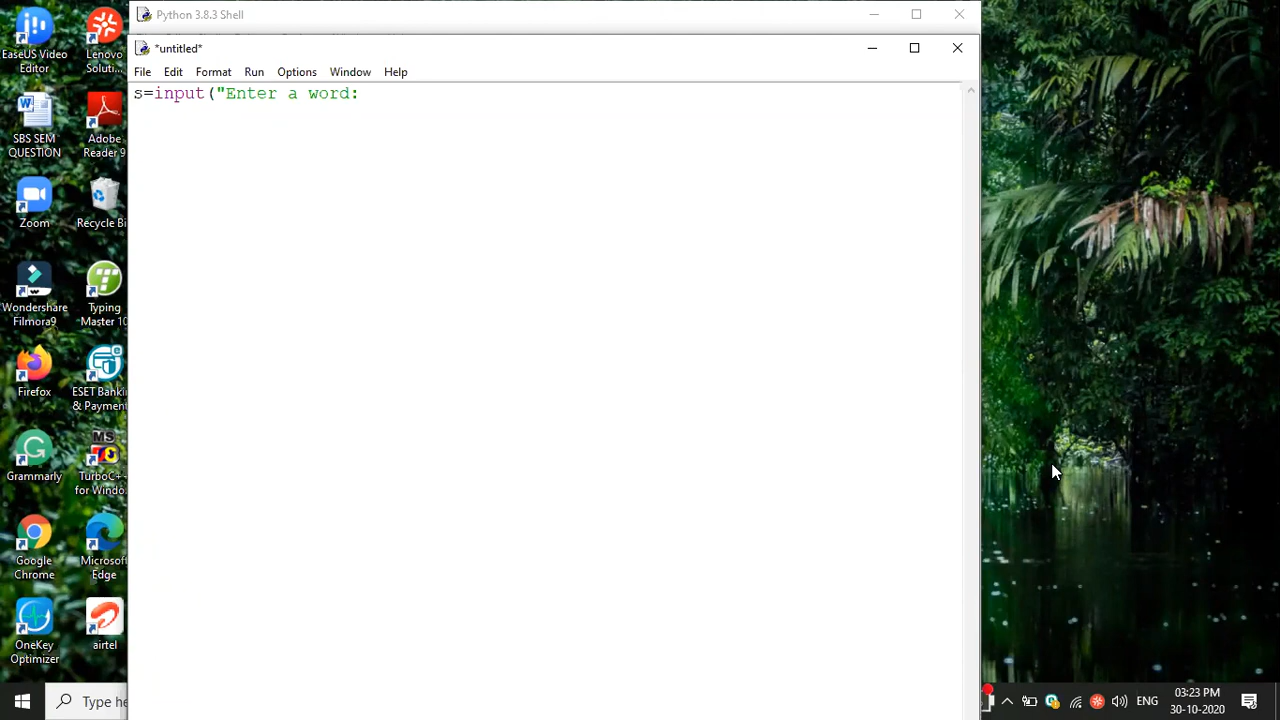 Python 3.8.3 Shell
*untitled*
File Edit Format Run Options Window Help
s=input("Enter a word:
EaseUS Video Editor
Lenovo Soluti...
SBS SEM QUESTION
Adobe Reader 9
Zoom
Recycle Bi
Wondershare Filmora9
Typing Master 10
Firefox
ESET Banki & Payment
Grammarly
TurboC++ for Windo.
Google Chrome
Microsoft Edge
OneKey Optimizer
airtel
Type he
ENG
03:23 PM
30-10-2020